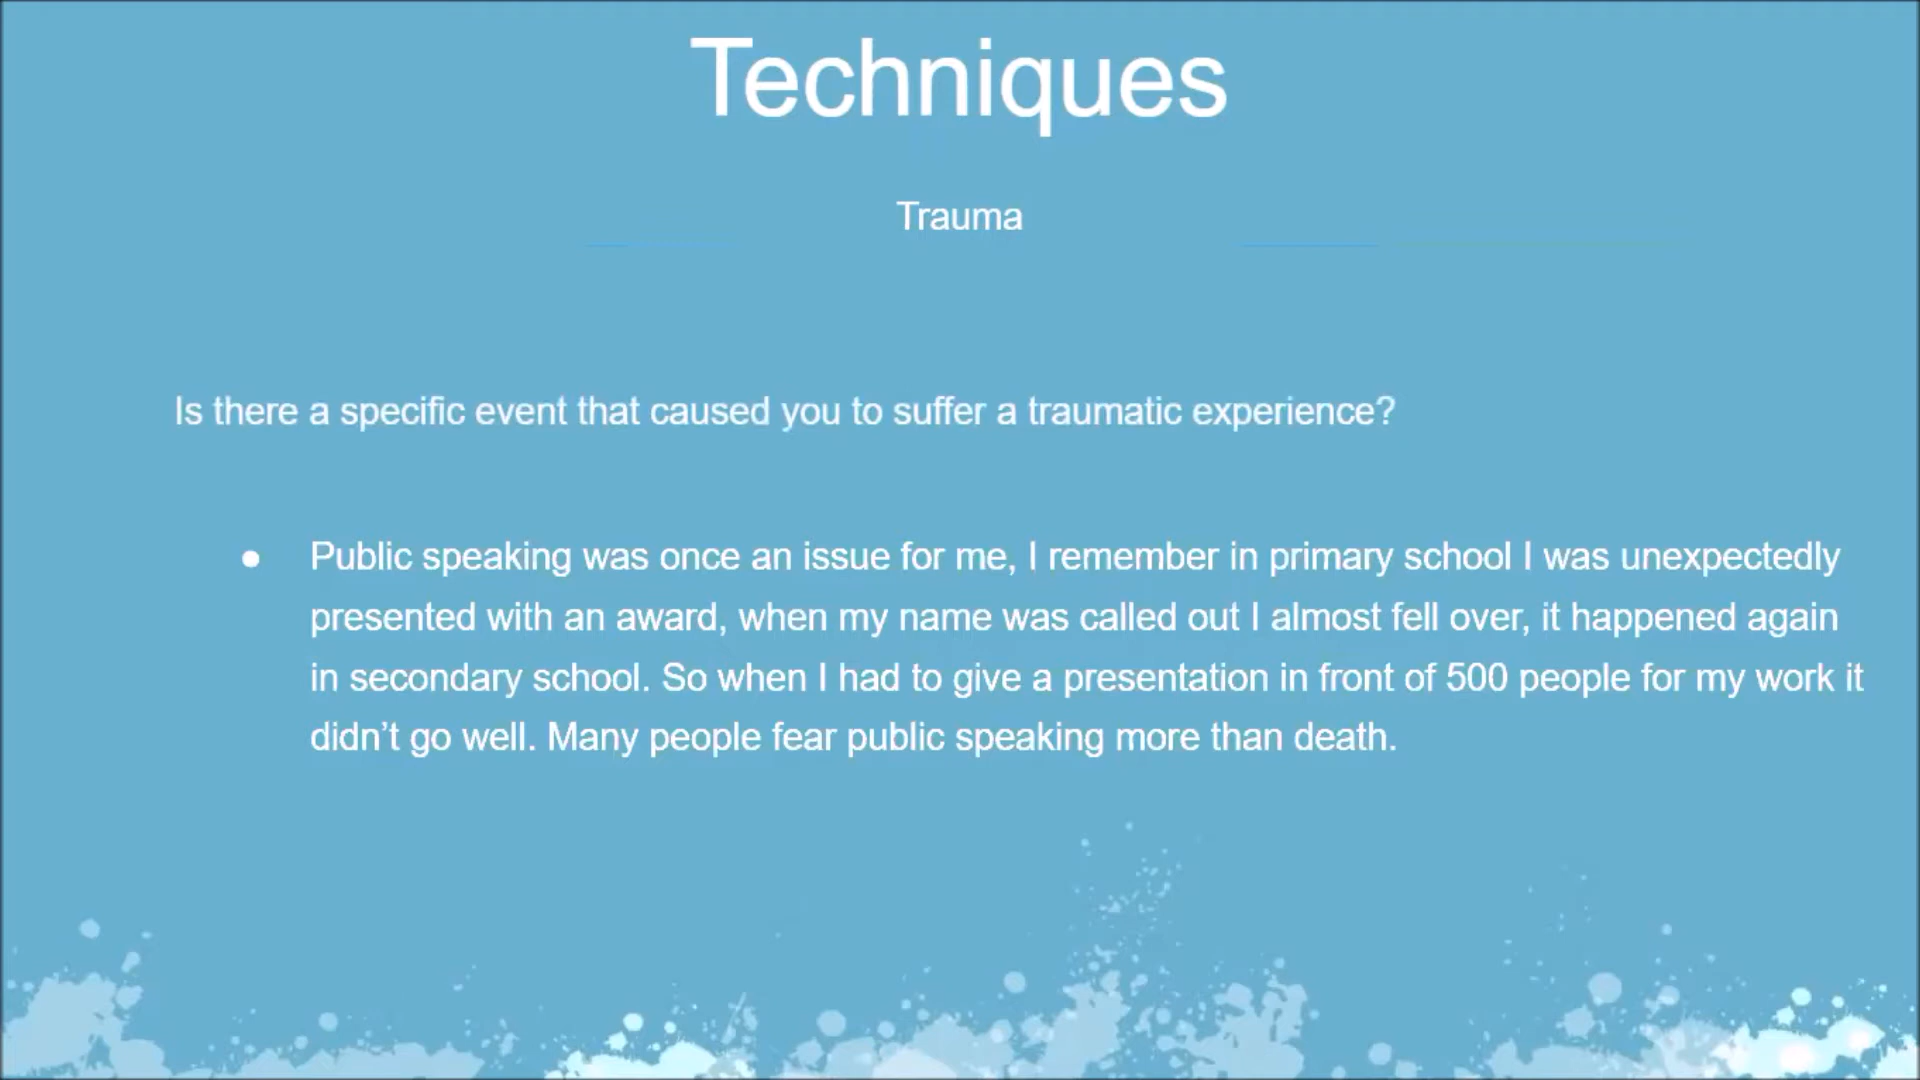 Techniques
Trauma
Is there a specific event that caused you to suffer a traumatic experience?
● Public speaking was once an issue for me, I remember in primary school I was unexpectedly
presented with an award, when my name was called out I almost fell over, it happened again
in secondary school. So when I had to give a presentation in front of 500 people for my work it
didn’t go well. Many people fear public speaking more than death.